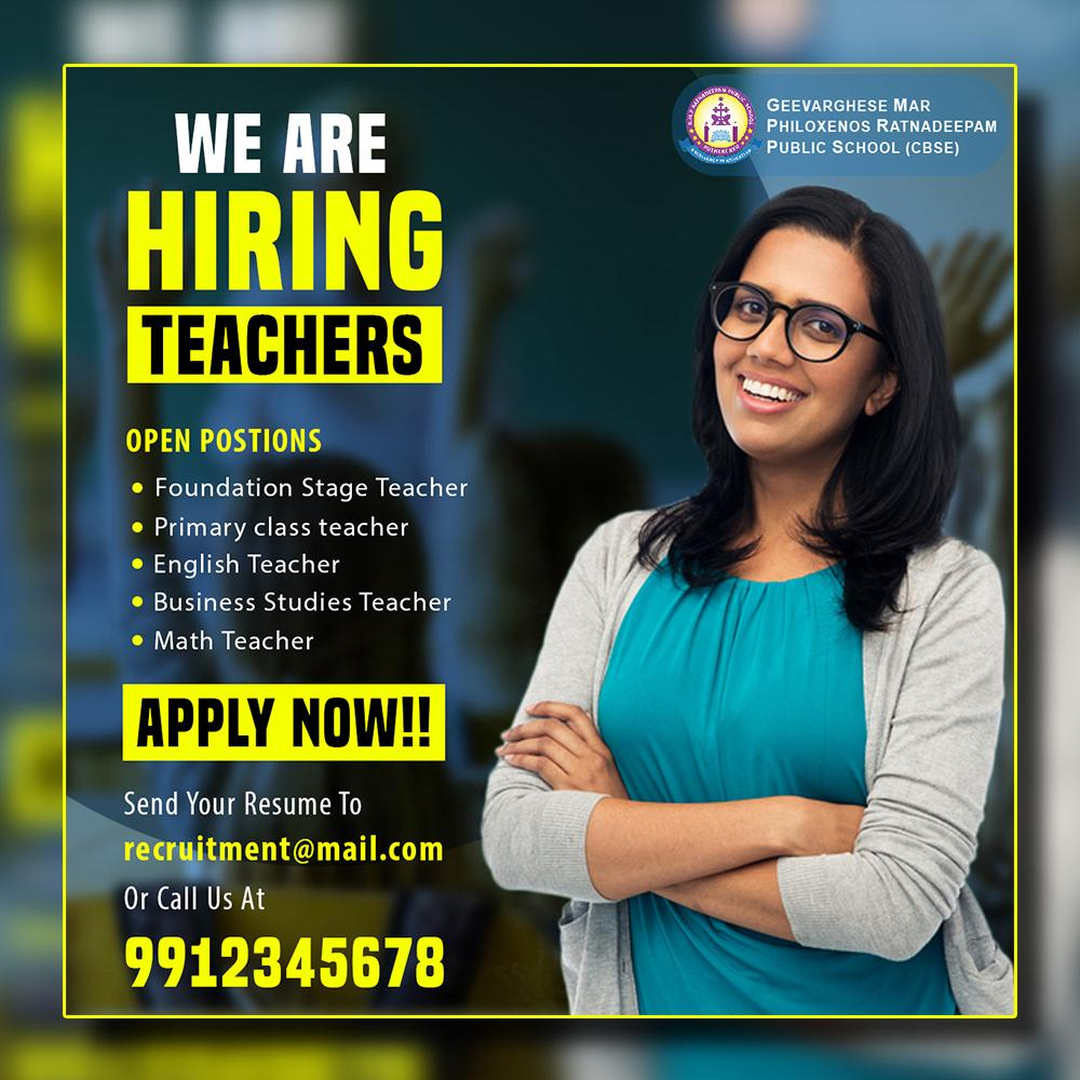 WE ARE
HIRING
TEACHERS
GEEVARGHESE MAR
PHILOXENOS RATNADEEPAM
PUBLIC SCHOOL (CBSE)
OPEN POSTIONS
• Foundation Stage Teacher
• Primary class teacher
• English Teacher
• Business Studies Teacher
• Math Teacher
APPLY NOW!!
Send Your Resume To
recruitment@mail.com
Or Call Us At
9912345678